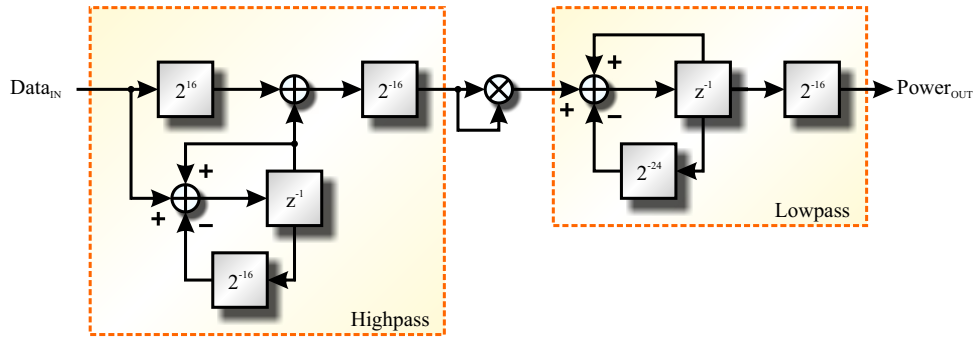 Data_IN
2^16
2^-16
+
z^-1
2^-16
Power_OUT
+
−
+
2^-24
Lowpass
+
z^-1
+
−
2^-16
Highpass